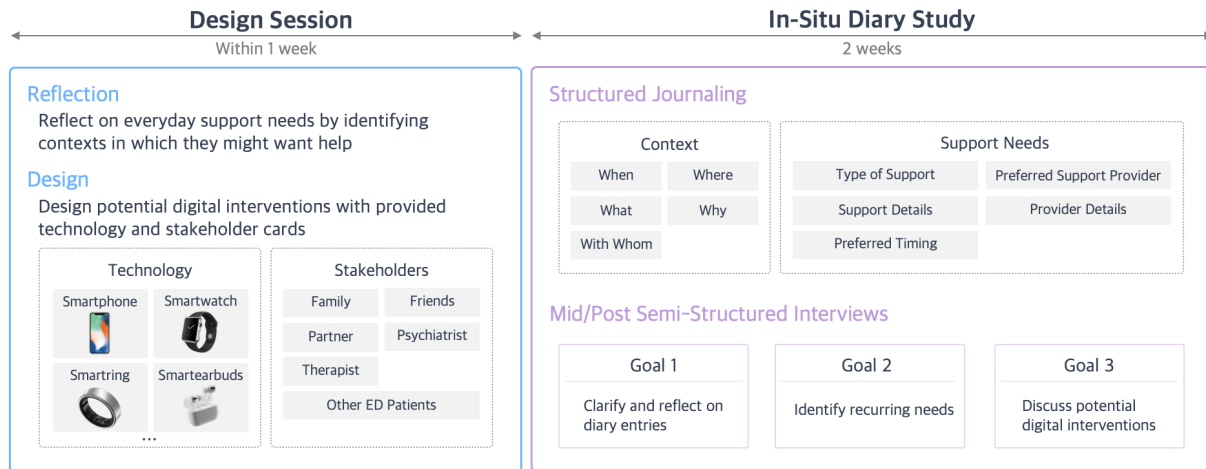 Design Session
Within 1 week
Reflection
Reflect on everyday support needs by identifying
contexts in which they might want help
Design
Design potential digital interventions with provided
technology and stakeholder cards
Technology
Smartphone
Smartwatch
Smartring
Smartearbuds
...
Stakeholders
Family
Friends
Partner
Psychiatrist
Therapist
Other ED Patients
In-Situ Diary Study
2 weeks
Structured Journaling
Context
When
Where
What
Why
With Whom
Support Needs
Type of Support
Preferred Support Provider
Support Details
Provider Details
Preferred Timing
Mid/Post Semi-Structured Interviews
Goal 1
Clarify and reflect on
diary entries
Goal 2
Identify recurring needs
Goal 3
Discuss potential
digital interventions